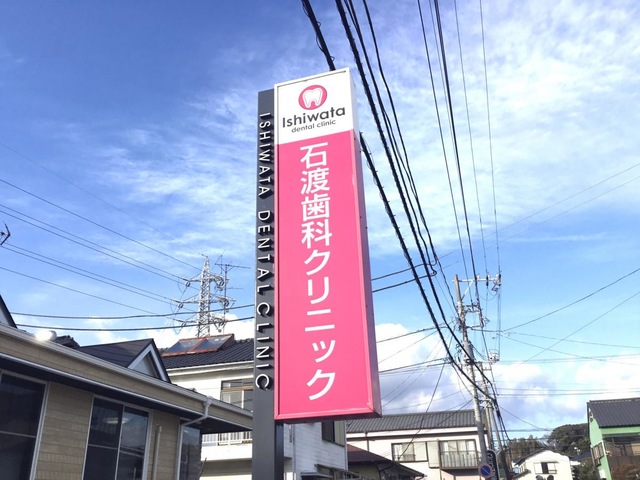 Ishiwata
dental clinic
石渡歯科クリニック
ISHIWATA DENTAL CLINIC